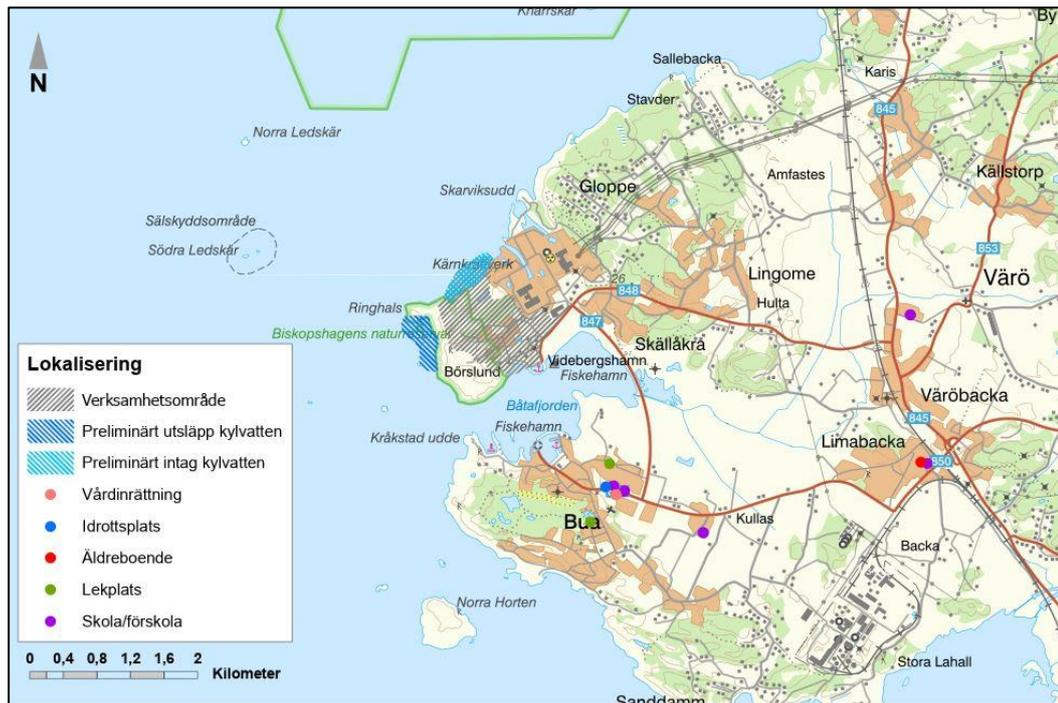 Knarrskär
By
Sallebacka
Karis
N
Stavder
845
Norra Ledskär
Amfastes
Källstorp
Gloppe
Skarviksudd
Sälskyddsområde
853
Södra Ledskär
Kärnkraftverk
26
Lingome
Värö
848
Hulta
Ringhals
847
Biskopshagens naturreservat
Skällåkra
Lokalisering
Videbergshamn
Börslund
Fiskehamn
Väröbacka
Verksamhetsområde
Båtafjorden
845
Preliminärt utsläpp kylvatten
Fiskehamn
Kråkstad udde
Limabacka
Preliminärt intag kylvatten
850
Vårdinrättning
Idrottsplats
Bua
Kullas
Äldreboende
Backa
Lekplats
Norra Horten
Skola/förskola
0 0,4 0,8 1,2 1,6 2
Kilometer
Stora Lahall
Sanddamm